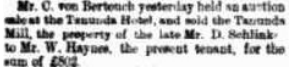 Mr. C. von Bertouch yesterday held an auction
sale at the Tanunda Hotel, and sold the Tanunda
Mill, the property of the late Mr. D. Schlink
to Mr. W. Haynes, the present tenant, for the
sum of £802.